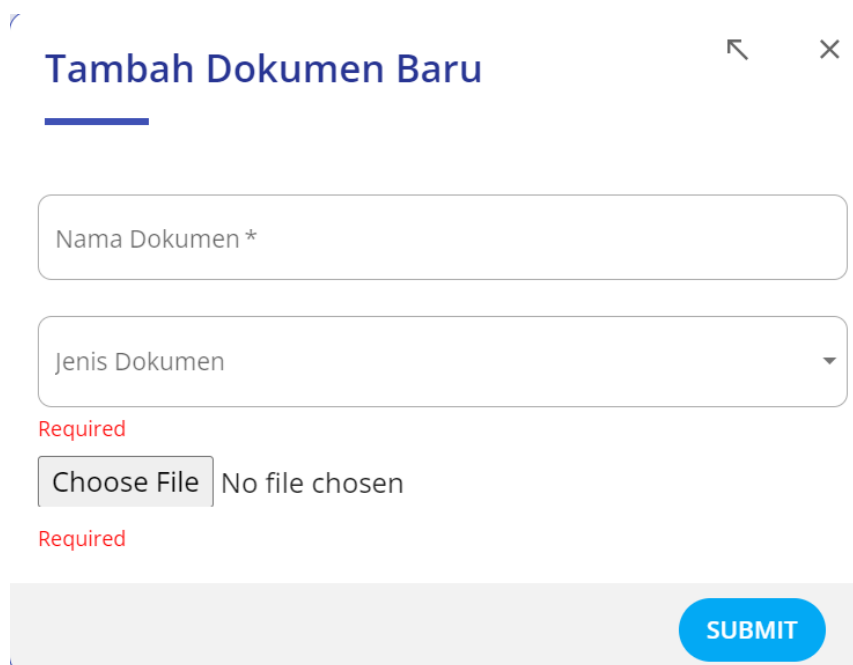 Tambah Dokumen Baru
Nama Dokumen *
Jenis Dokumen
Required
Choose File No file chosen
Required
SUBMIT